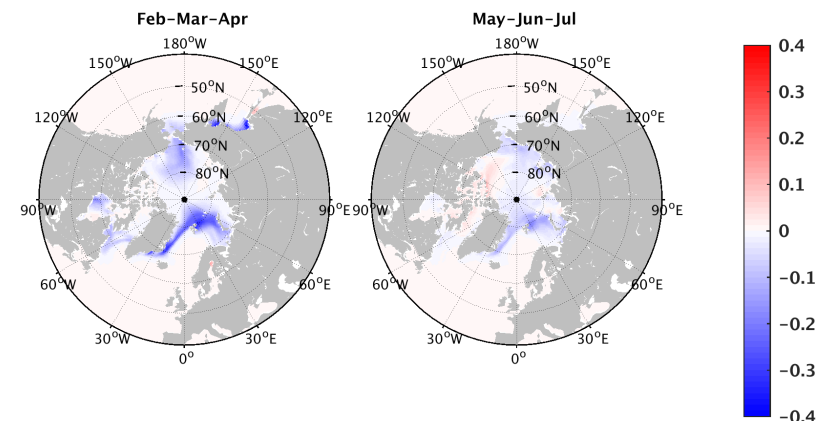 Feb-Mar-Apr
May-Jun-Jul
180°W
150°W
150°E
50°N
120°W
60°N
120°E
70°N
80°N
90°W
90°E
60°W
60°E
30°W
30°E
0°
180°W
150°W
150°E
50°N
120°W
60°N
120°E
70°N
80°N
90°W
90°E
60°W
60°E
30°W
30°E
0°
0.4
0.3
0.2
0.1
0
-0.1
-0.2
-0.3
-0.4